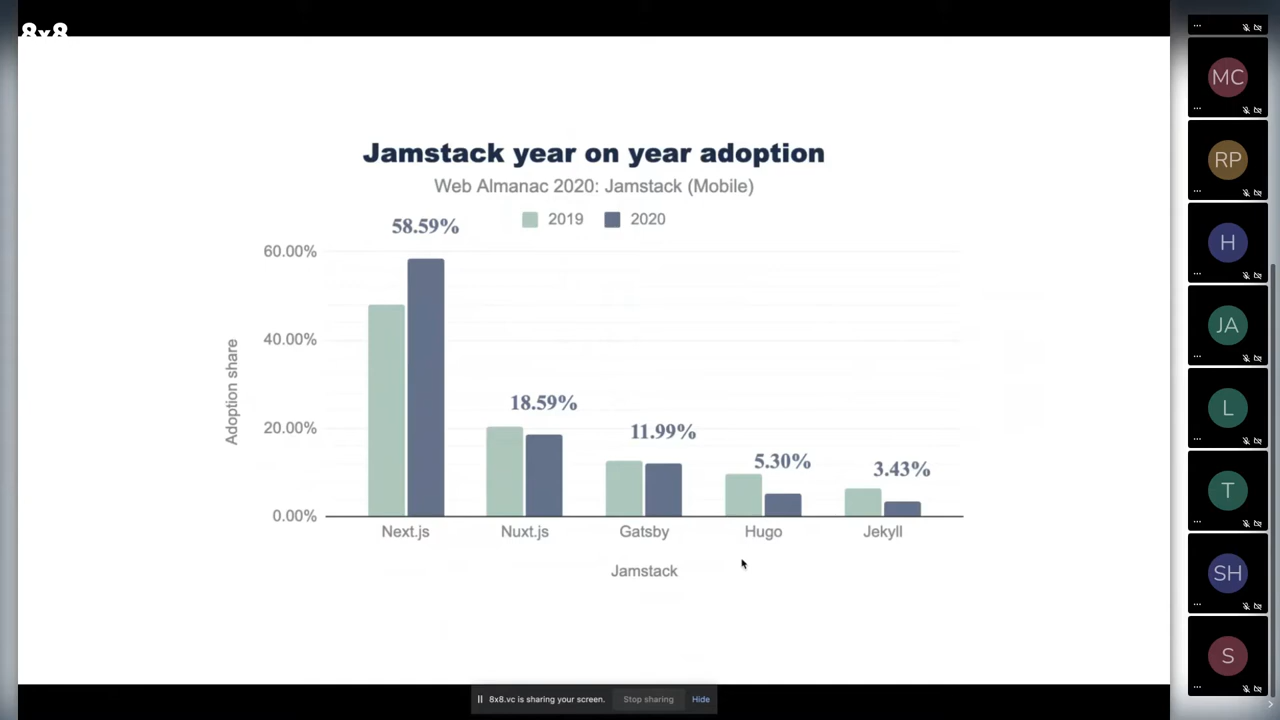 8x8
Jamstack year on year adoption
Web Almanac 2020: Jamstack (Mobile)
2019 2020
58.59%
60.00%
40.00%
18.59%
20.00%
11.99%
5.30%
3.43%
0.00%
Adoption share
Next.js Nuxt.js Gatsby Hugo Jekyll
Jamstack
8x8.vc is sharing your screen. Stop sharing Hide
MC
RP
H
JA
L
T
SH
S